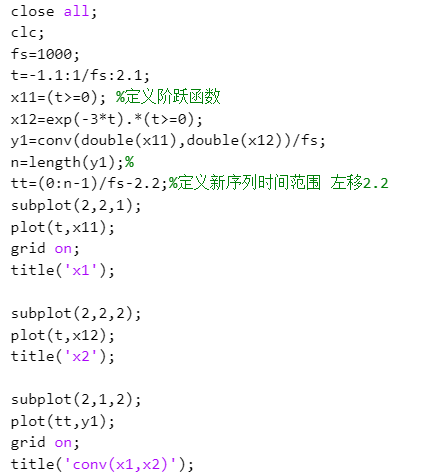 close all;
clc;
fs=1000;
t=-1.1:1/fs:2.1;
x11=(t>=0); %定义阶跃函数
x12=exp(-3*t).*(t>=0);
y1=conv(double(x11),double(x12))/fs;
n=length(y1);%
tt=(0:n-1)/fs-2.2;%定义新序列时间范围 左移2.2
subplot(2,2,1);
plot(t,x11);
grid on;
title('x1');
subplot(2,2,2);
plot(t,x12);
title('x2');
subplot(2,1,2);
plot(tt,y1);
grid on;
title('conv(x1,x2)');